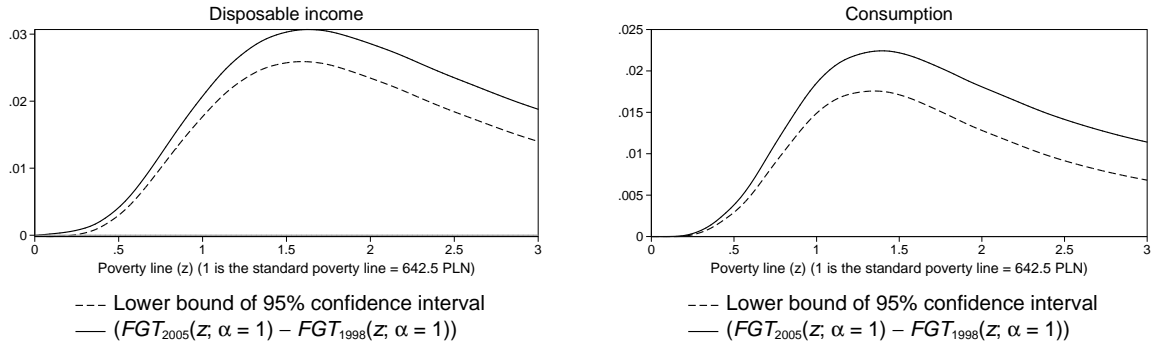 Disposable income
.03
.02
.01
0
0 .5 1 1.5 2 2.5 3
Poverty line (z) (1 is the standard poverty line = 642.5 PLN)
Lower bound of 95% confidence interval
(FGT2005(z; α = 1) – FGT1998(z; α = 1))
Consumption
.025
.02
.015
.01
.005
0
0 .5 1 1.5 2 2.5 3
Poverty line (z) (1 is the standard poverty line = 642.5 PLN)
Lower bound of 95% confidence interval
(FGT2005(z; α = 1) – FGT1998(z; α = 1))